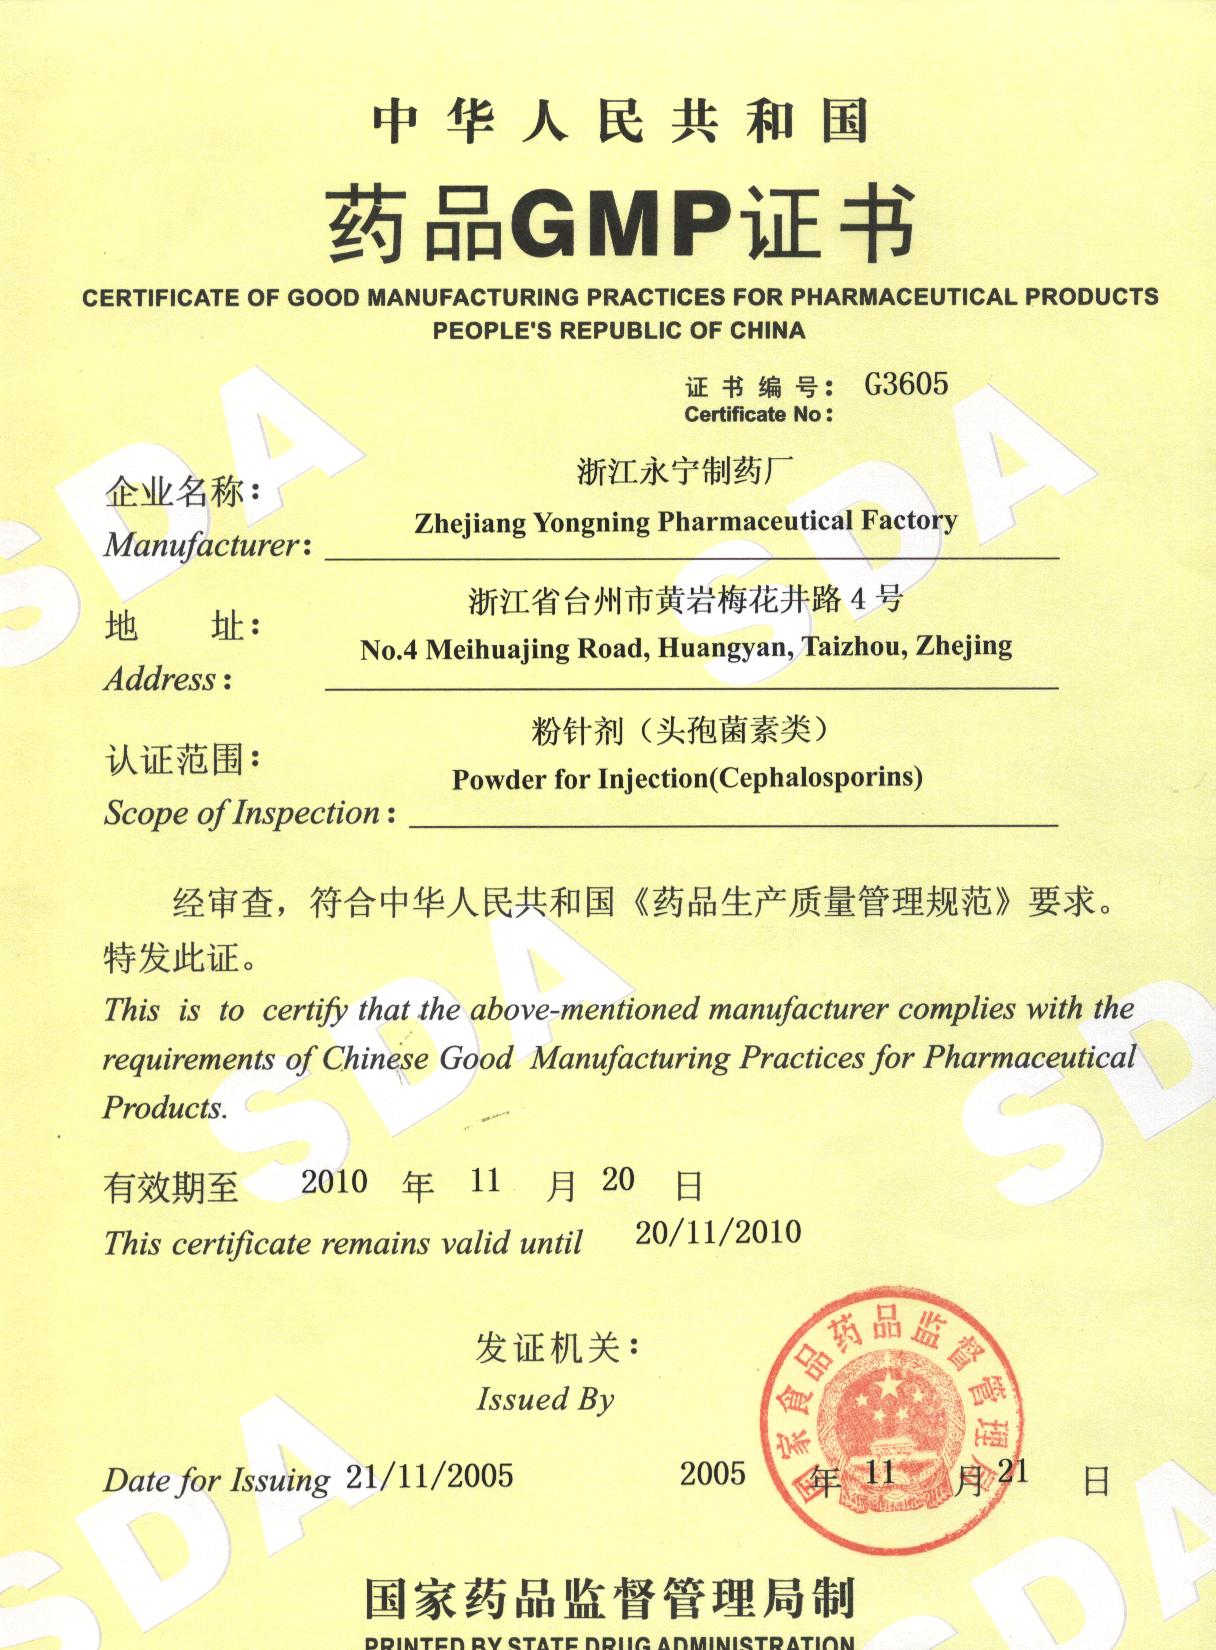 中华人民共和国
药品GMP证书
CERTIFICATE OF GOOD MANUFACTURING PRACTICES FOR PHARMACEUTICAL PRODUCTS
PEOPLE'S REPUBLIC OF CHINA
证书编号： G3605
Certificate No：
浙江永宁制药厂
企业名称：
Zhejiang Yongning Pharmaceutical Factory
Manufacturer：
浙江省台州市黄岩梅花井路 4 号
地 址：
No.4 Meihuajing Road, Huangyan, Taizhou, Zhejing
Address：
粉针剂（头孢菌素类）
认证范围：
Powder for Injection(Cephalosporins)
Scope of Inspection：
经审查，符合中华人民共和国《药品生产质量管理规范》要求。
特发此证。
This is to certify that the above-mentioned manufacturer complies with the
requirements of Chinese Good Manufacturing Practices for Pharmaceutical
Products.
有效期至 2010 年 11 月 20 日
This certificate remains valid until 20/11/2010
发证机关：
Issued By
国家食品药品监督管理局
Date for Issuing 21/11/2005 2005 年 11 月 21 日
国家药品监督管理局制
PRINTED BY STATE DRUG ADMINISTRATION
SDA
SDA
SDA
SD
SDA
SDA